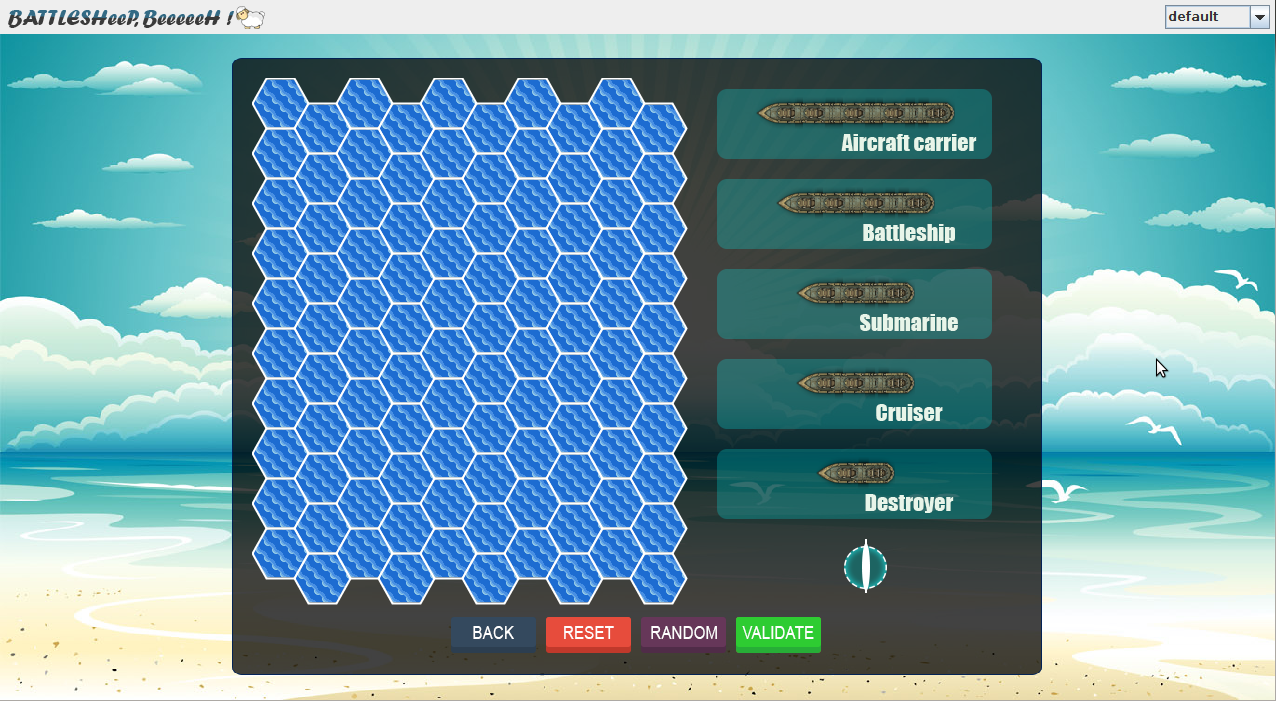 BATTLESHeeP, BeeeeeH !
default
Aircraft carrier
Battleship
Submarine
Cruiser
Destroyer
BACK
RESET
RANDOM
VALIDATE